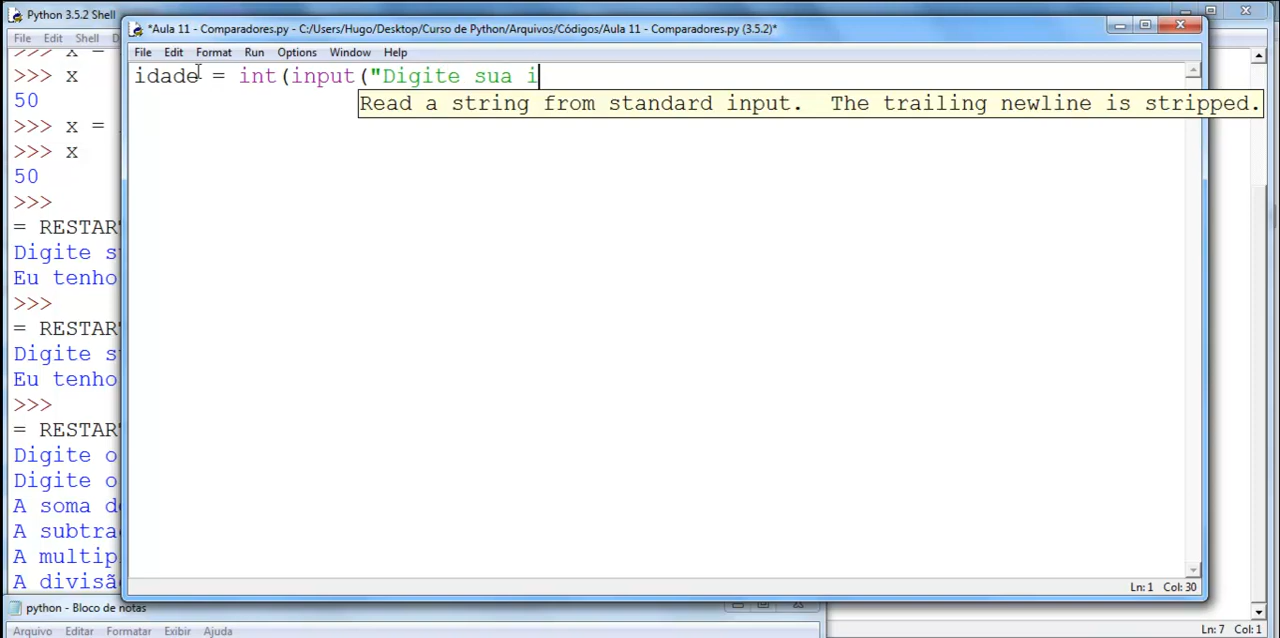 Python 3.5.2 Shell
File Edit Shell
>>> x =
>>> x
50
>>> x =
>>> x
50
>>>
= RESTAR
Digite s
Eu tenho
>>>
= RESTAR
Digite s
Eu tenho
>>>
= RESTAR
Digite o
Digite o
A soma d
A subtra
A multip
A divisã
*Aula 11 - Comparadores.py - C:/Users/Hugo/Desktop/Curso de Python/Arquivos/Códigos/Aula 11 - Comparadores.py (3.5.2)*
File Edit Format Run Options Window Help
idade = int(input("Digite sua i
Read a string from standard input. The trailing newline is stripped.
Ln: 1 Col: 30
python - Bloco de notas
Arquivo Editar Formatar Exibir Ajuda
Ln: 7 Col: 1